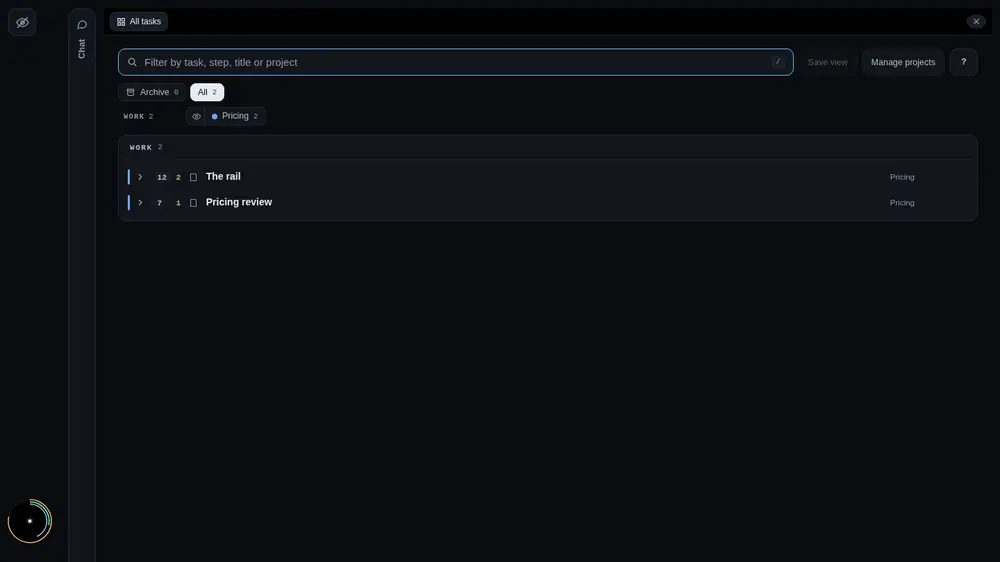 All tasks
Chat
Filter by task, step, title or project /
Save view
Manage projects
?
Archive 0
All 2
WORK 2
Pricing 2
WORK 2
12 2 The rail Pricing
7 1 Pricing review Pricing